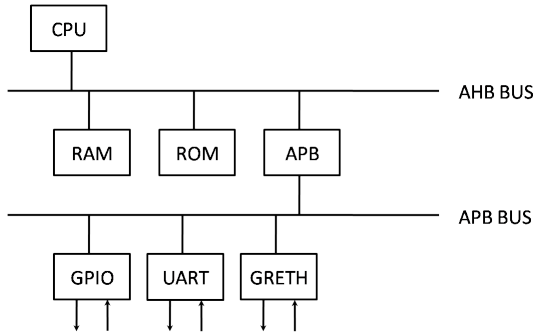 CPU
AHB BUS
RAM
ROM
APB
APB BUS
GPIO
UART
GRETH